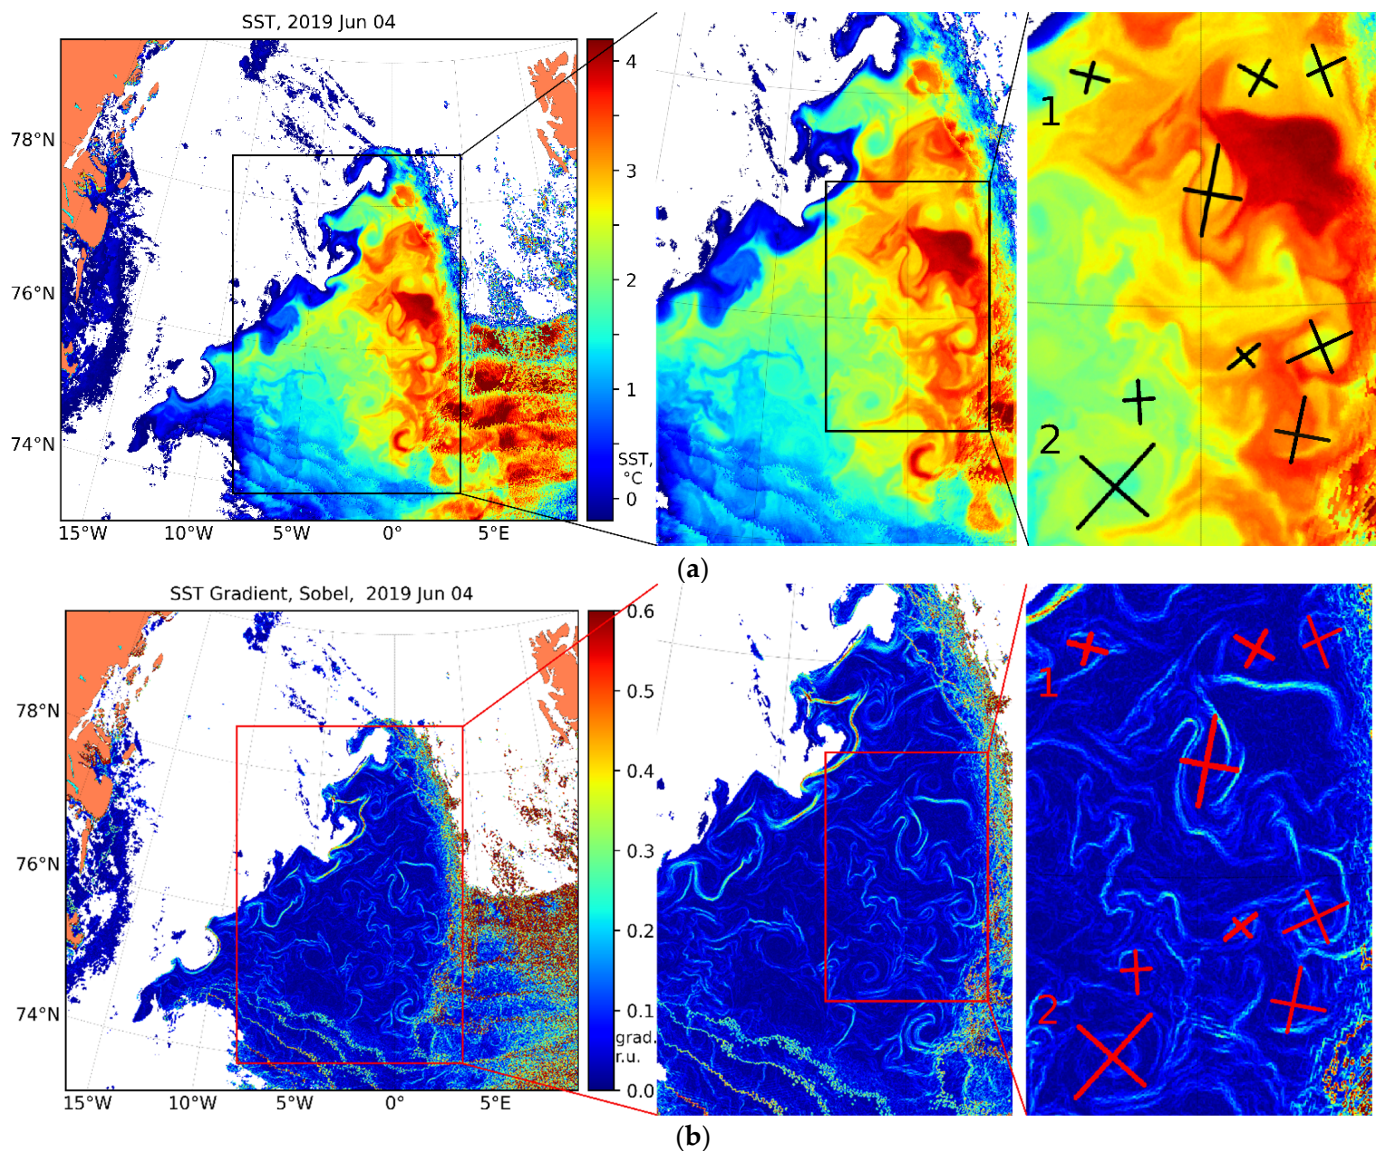 SST, 2019 Jun 04
78°N
76°N
74°N
15°W
10°W
5°W
0°
5°E
4
3
2
1
0
SST,
°C
1
2
(a)
SST Gradient, Sobel, 2019 Jun 04
78°N
76°N
74°N
15°W
10°W
5°W
0°
5°E
0.6
0.5
0.4
0.3
0.2
0.1
0.0
grad.
r.u.
1
2
(b)